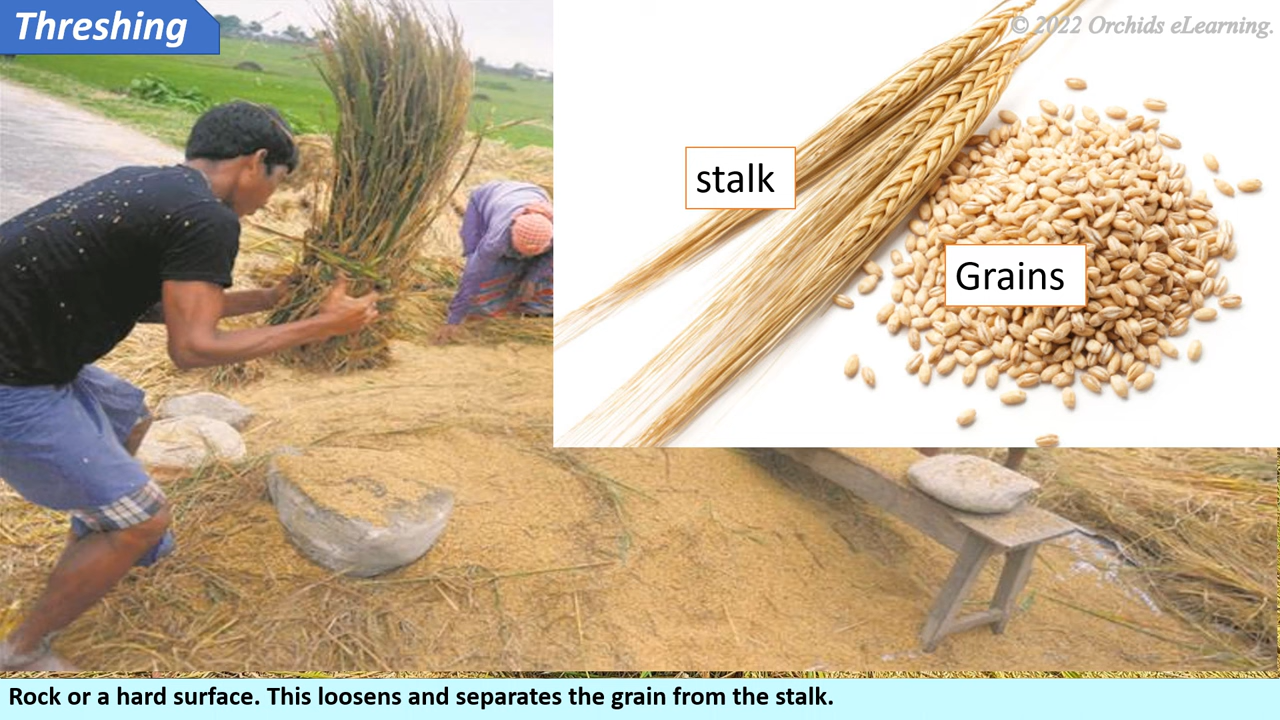 Threshing
© 2022 Orchids eLearning.
stalk
Grains
Rock or a hard surface. This loosens and separates the grain from the stalk.